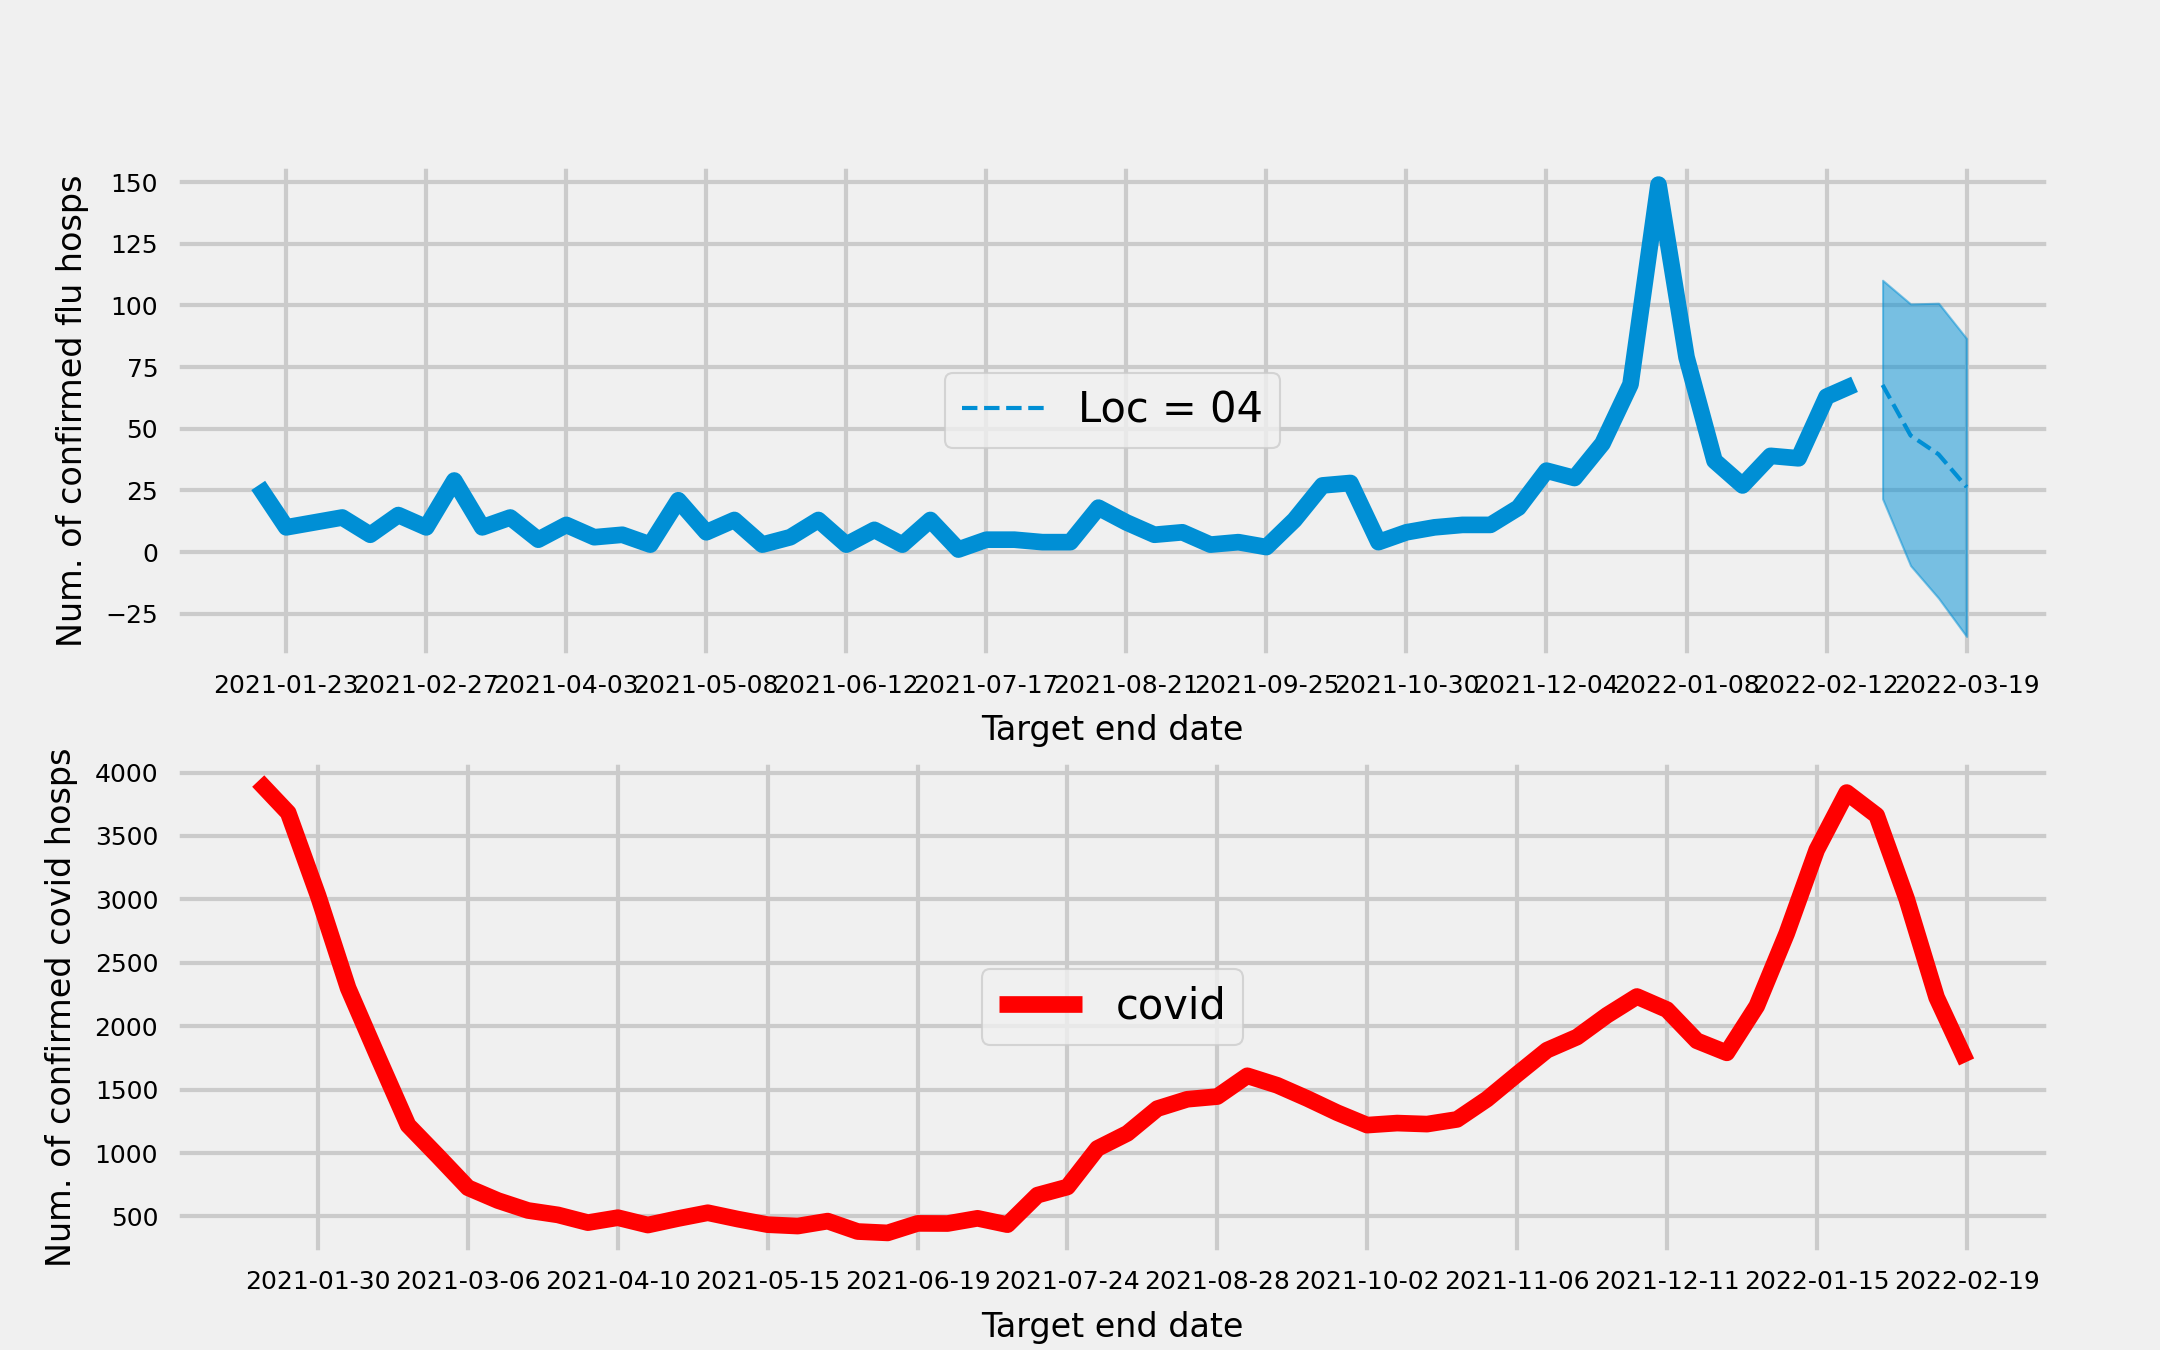 Num. of confirmed flu hosps
150
125
100
75
50
25
0
−25
Loc = 04
2021-01-23 2021-02-27 2021-04-03 2021-05-08 2021-06-12 2021-07-17 2021-08-21 2021-09-25 2021-10-30 2021-12-04 2022-01-08 2022-02-12 2022-03-19
Target end date
Num. of confirmed covid hosps
4000
3500
3000
2500
2000
1500
1000
500
covid
2021-01-30 2021-03-06 2021-04-10 2021-05-15 2021-06-19 2021-07-24 2021-08-28 2021-10-02 2021-11-06 2021-12-11 2022-01-15 2022-02-19
Target end date